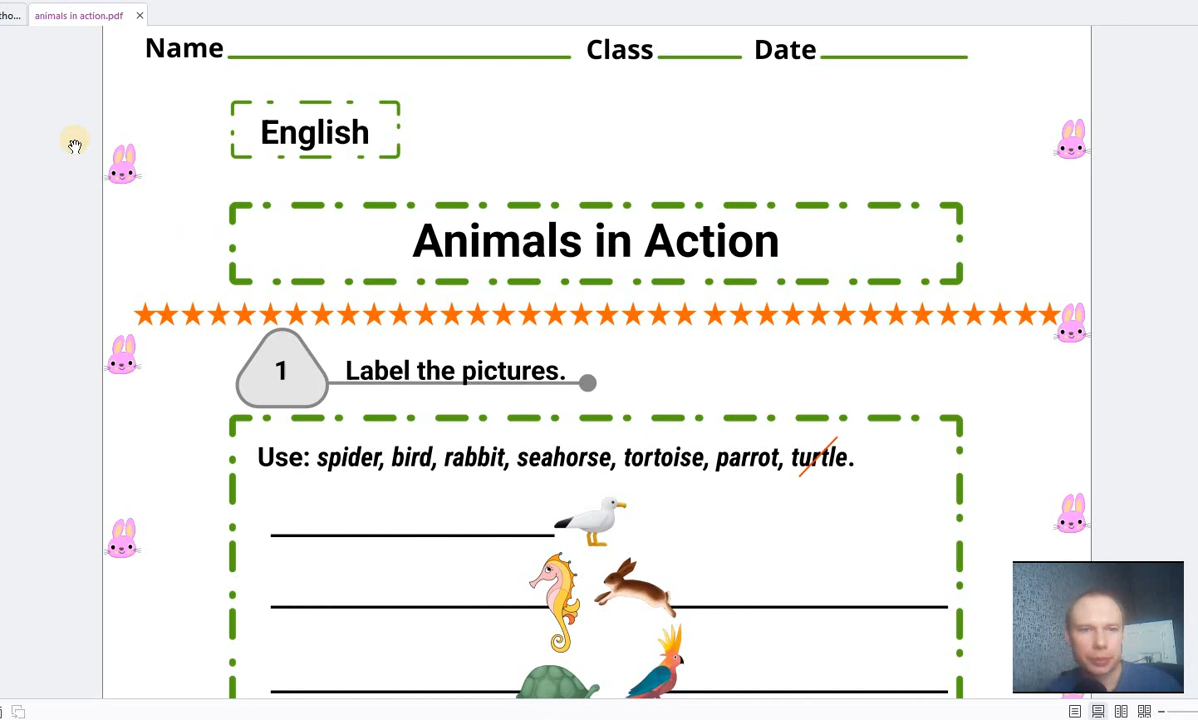 tho...
animals in action.pdf
Name Class Date
English
Animals in Action
1 Label the pictures.
Use: spider, bird, rabbit, seahorse, tortoise, parrot, turtle.